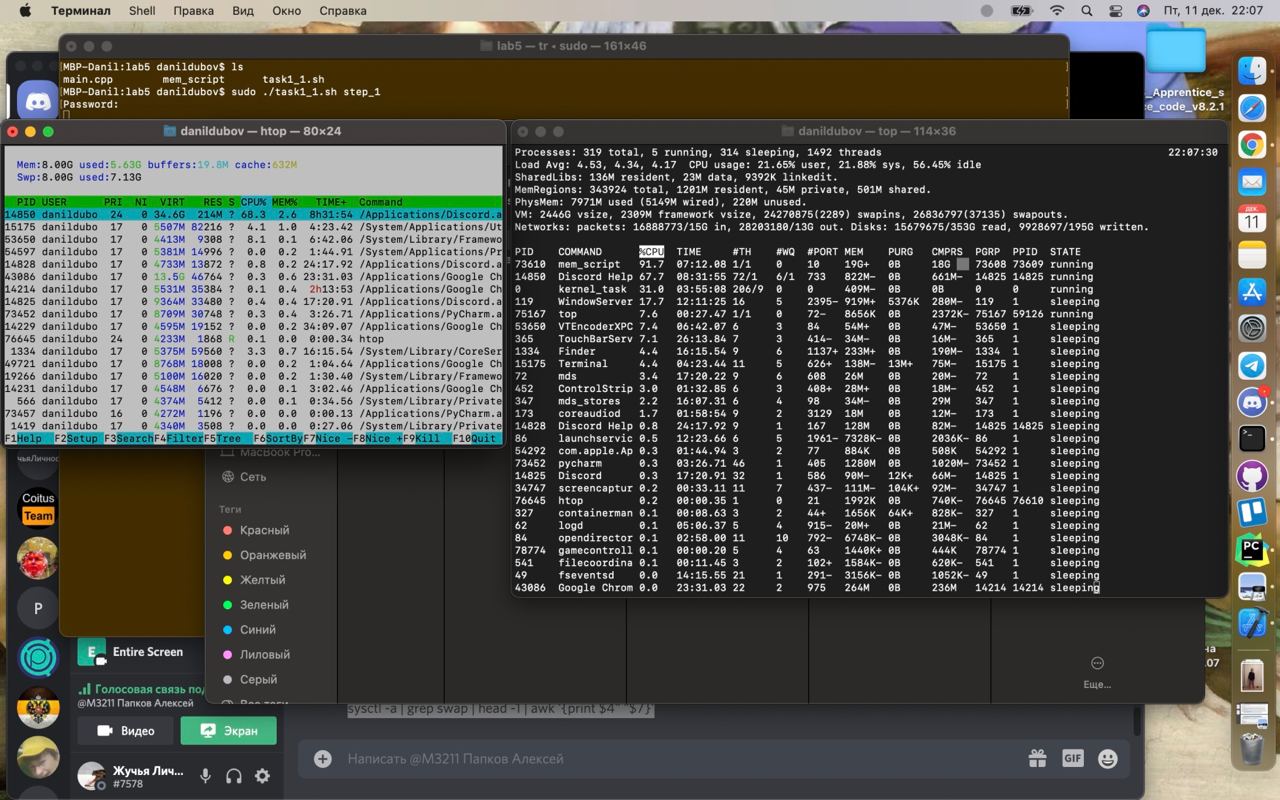 Терминал Shell Правка Вид Окно Справка Пт, 11 дек. 22:07
lab5 — tr ◂ sudo — 161×46
[MBP-Danil:lab5 danildubov$ ls ]
main.cpp mem_script task1_1.sh
[MBP-Danil:lab5 danildubov$ sudo ./task1_1.sh step_1 ]
[Password: ]
_Apprentice_s
ce_code_v8.2.1
danildubov — htop — 80×24
Mem:8.00G used:5.63G buffers:19.8M cache:632M
Swp:8.00G used:7.13G
PID USER PRI NI VIRT RES S CPU% MEM% TIME+ Command
14850 danildubo 24 0 34.6G 214M ? 68.3 2.6 8h31:54 /Applications/Discord.a
15175 danildubo 17 0 5507M 82216 ? 4.1 1.0 4:23.42 /System/Applications/Ut
53650 danildubo 17 0 4413M 9308 ? 8.1 0.1 6:42.06 /System/Library/Framewo
54597 danildubo 17 0 5381M 14996 ? 0.0 0.2 1:44.91 /System/Applications/Pr
14828 danildubo 17 0 4733M 13872 ? 0.8 0.2 24:17.92 /Applications/Discord.a
43086 danildubo 17 0 13.5G 46764 ? 0.3 0.6 23:31.03 /Applications/Google Ch
14214 danildubo 17 0 5531M 35384 ? 0.1 0.4 2h13:53 /Applications/Google Ch
14825 danildubo 17 0 9364M 33480 ? 0.4 0.4 17:20.91 /Applications/Discord.a
73452 danildubo 17 0 8709M 30748 ? 0.3 0.4 3:26.71 /Applications/PyCharm.a
14229 danildubo 17 0 4595M 19152 ? 0.0 0.2 34:09.07 /Applications/Google Ch
76645 danildubo 24 0 4233M 1868 R 0.1 0.0 0:00.34 htop
1334 danildubo 17 0 5375M 59560 ? 3.3 0.7 16:15.54 /System/Library/CoreSer
49721 danildubo 17 0 8768M 18008 ? 0.0 0.2 1:04.64 /Applications/Google Ch
19266 danildubo 17 0 5100M 16020 ? 0.0 0.2 1:30.40 /System/Library/Framewo
14231 danildubo 17 0 4548M 6676 ? 0.0 0.1 3:02.46 /Applications/Google Ch
566 danildubo 17 0 4374M 5412 ? 0.0 0.1 0:34.56 /System/Library/Private
73457 danildubo 16 0 4272M 1196 ? 0.0 0.0 0:00.13 /Applications/PyCharm.a
1419 danildubo 17 0 4340M 3508 ? 0.0 0.0 0:27.06 /System/Library/Private
F1Help F2Setup F3SearchF4FilterF5Tree F6SortByF7Nice -F8Nice +F9Kill F10Quit
danildubov — top — 114×36
Processes: 319 total, 5 running, 314 sleeping, 1492 threads 22:07:30
Load Avg: 4.53, 4.34, 4.17 CPU usage: 21.65% user, 21.88% sys, 56.45% idle
SharedLibs: 136M resident, 23M data, 9392K linkedit.
MemRegions: 343924 total, 1201M resident, 45M private, 501M shared.
PhysMem: 7971M used (5149M wired), 220M unused.
VM: 2446G vsize, 2309M framework vsize, 24270875(2289) swapins, 26836797(37135) swapouts.
Networks: packets: 16888773/15G in, 28203180/13G out. Disks: 15679675/353G read, 9907829/195G written.
PID COMMAND %CPU TIME #TH #WQ #PORT MEM PURG CMPRS PGRP PPID STATE
73610 mem_script 91.7 07:12.08 1/1 0 10 19G+ 0B 18G 73608 73609 running
14850 Discord Help 67.7 08:31:55 72/1 6/1 733 822M- 0B 661M- 14825 14825 running
0 kernel_task 31.0 03:55:08 206/9 0 0 409M- 0B 0B 0 0 running
119 WindowServer 17.7 12:11:25 16 5 2395- 919M+ 5376K 280M- 119 1 sleeping
75167 top 7.6 00:27.47 1/1 0 72- 8656K 0B 2372K- 75167 59126 running
53650 VTEncoderXPC 7.4 06:42.07 6 3 84 54M+ 0B 47M- 53650 1 sleeping
365 TouchBarServ 7.1 26:13.84 7 3 414- 34M- 0B 16M- 365 1 sleeping
1334 Finder 4.4 16:15.54 9 6 1137+ 233M+ 0B 190M- 1334 1 sleeping
15175 Terminal 4.4 04:23.44 11 5 626+ 138M- 13M+ 75M- 15175 1 sleeping
72 mds 3.4 17:20.22 9 6 608 26M 0B 20M- 72 1 sleeping
452 ControlStrip 3.0 01:32.85 6 3 408+ 28M+ 0B 18M- 452 1 sleeping
347 mds_stores 2.2 16:07.31 6 4 98 34M- 0B 29M 347 1 sleeping
173 coreaudiod 1.7 01:58:54 9 2 3129 18M 0B 12M- 173 1 sleeping
14828 Discord Help 0.8 24:17.92 9 1 167 128M 0B 82M- 14825 14825 sleeping
86 launchservic 0.5 12:23.66 5 5 1961- 7328K- 0B 2036K- 86 1 sleeping
54292 com.apple.Ap 0.3 01:44.94 3 2 77 884K 0B 508K 54292 1 sleeping
73452 pycharm 0.3 03:26.71 46 1 405 1280M 0B 1020M- 73452 1 sleeping
14825 Discord 0.3 17:20.91 32 1 586 90M- 12K+ 66M- 14825 1 sleeping
34747 screencaptur 0.2 00:33.11 11 7 437- 111M- 104K+ 92M- 34747 1 sleeping
76645 htop 0.2 00:00.35 1 0 21 1992K 0B 740K- 76645 76610 sleeping
327 containerman 0.1 00:08.63 3 2 44+ 1656K 64K+ 828K- 327 1 sleeping
62 logd 0.1 05:06.37 5 4 915- 20M+ 0B 21M- 62 1 sleeping
84 opendirector 0.1 02:58.00 11 10 792- 6748K- 0B 3048K- 84 1 sleeping
78774 gamecontroll 0.1 00:00.20 5 4 63 1440K+ 0B 444K 78774 1 sleeping
541 filecoordina 0.1 00:11.45 3 2 102+ 1584K- 0B 620K- 541 1 sleeping
49 fseventsd 0.0 14:15.55 21 1 291- 3156K- 0B 1052K- 49 1 sleeping
43086 Google Chrom 0.0 23:31.03 22 2 975 264M 0B 236M 14214 14214 sleeping
MacBook Pro...
Сеть
Теги
Красный
Оранжевый
Желтый
Зеленый
Синий
Лиловый
Серый
Все теги
Еще...
чьяЛичнос
Coitus
Team
P
E Entire Screen
Голосовая связь по
@M3211 Папков Алексей
Видео
Экран
Жучья Лич...
#7578
sysctl -a | grep swap | head -1 | awk '{print $4" "$7}'
Написать @M3211 Папков Алексей
GIF
ДЕК.
11
PC
на
.07